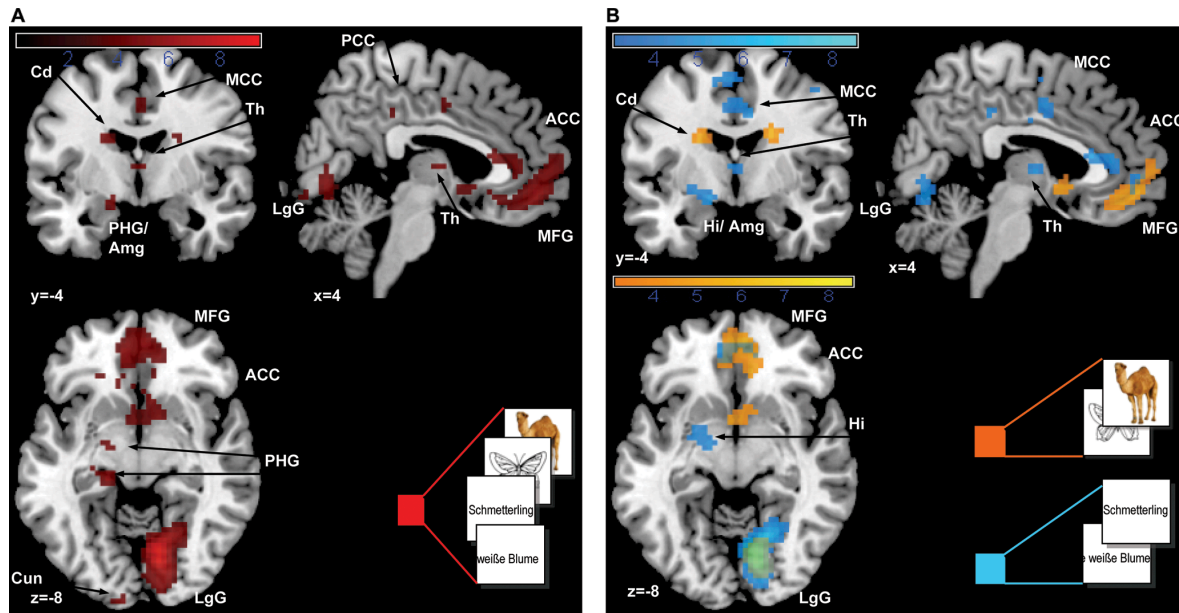 A
2 4 6 8
PCC
Cd
MCC
Th
ACC
LgG
Th
PHG/
Amg
MFG
y=-4
x=4
MFG
ACC
PHG
Schmetterling
weiße Blume
Cun
z=-8
LgG
B
4 5 6 7 8
MCC
Cd
MCC
Th
ACC
LgG
Th
Hi/ Amg
MFG
y=-4
x=4
4 5 6 7 8
MFG
ACC
Hi
Schmetterling
e weiße Blume
z=-8
LgG